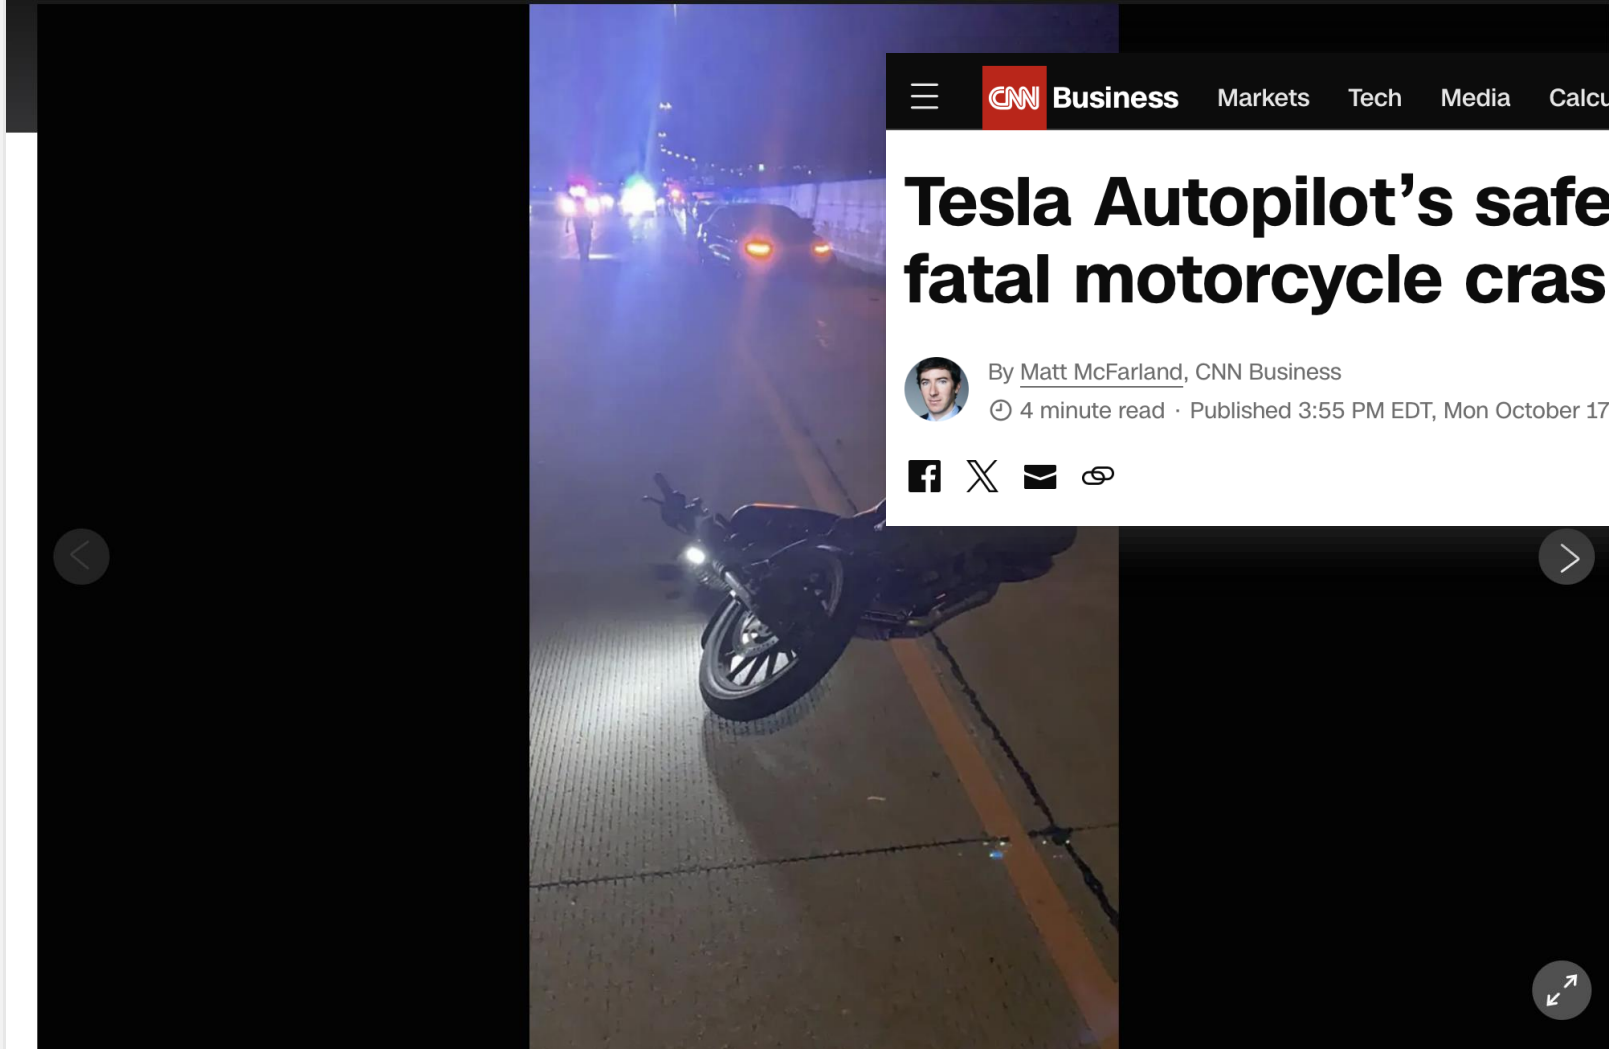 CNN Business Markets Tech Media Calcu
Tesla Autopilot’s safe
fatal motorcycle cras
By Matt McFarland, CNN Business
4 minute read · Published 3:55 PM EDT, Mon October 17